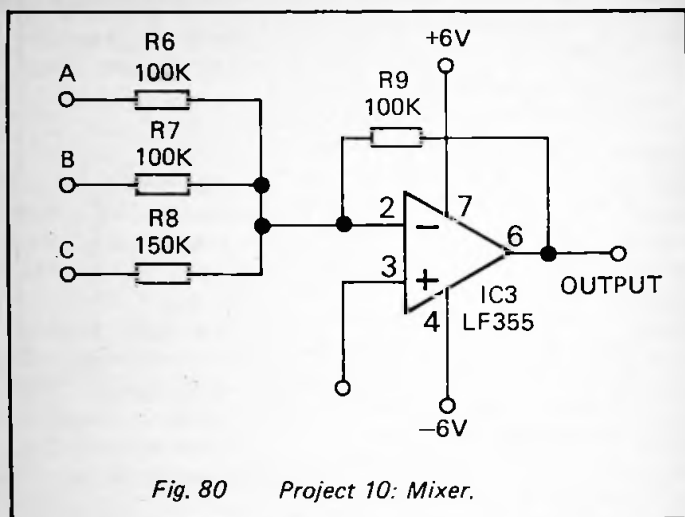 +6V
R6
A
100K
R9
100K
R7
B
100K
7
2
−
6
R8
C
150K
3
+
OUTPUT
IC3
4
LF355
−6V
Fig. 80 Project 10: Mixer.